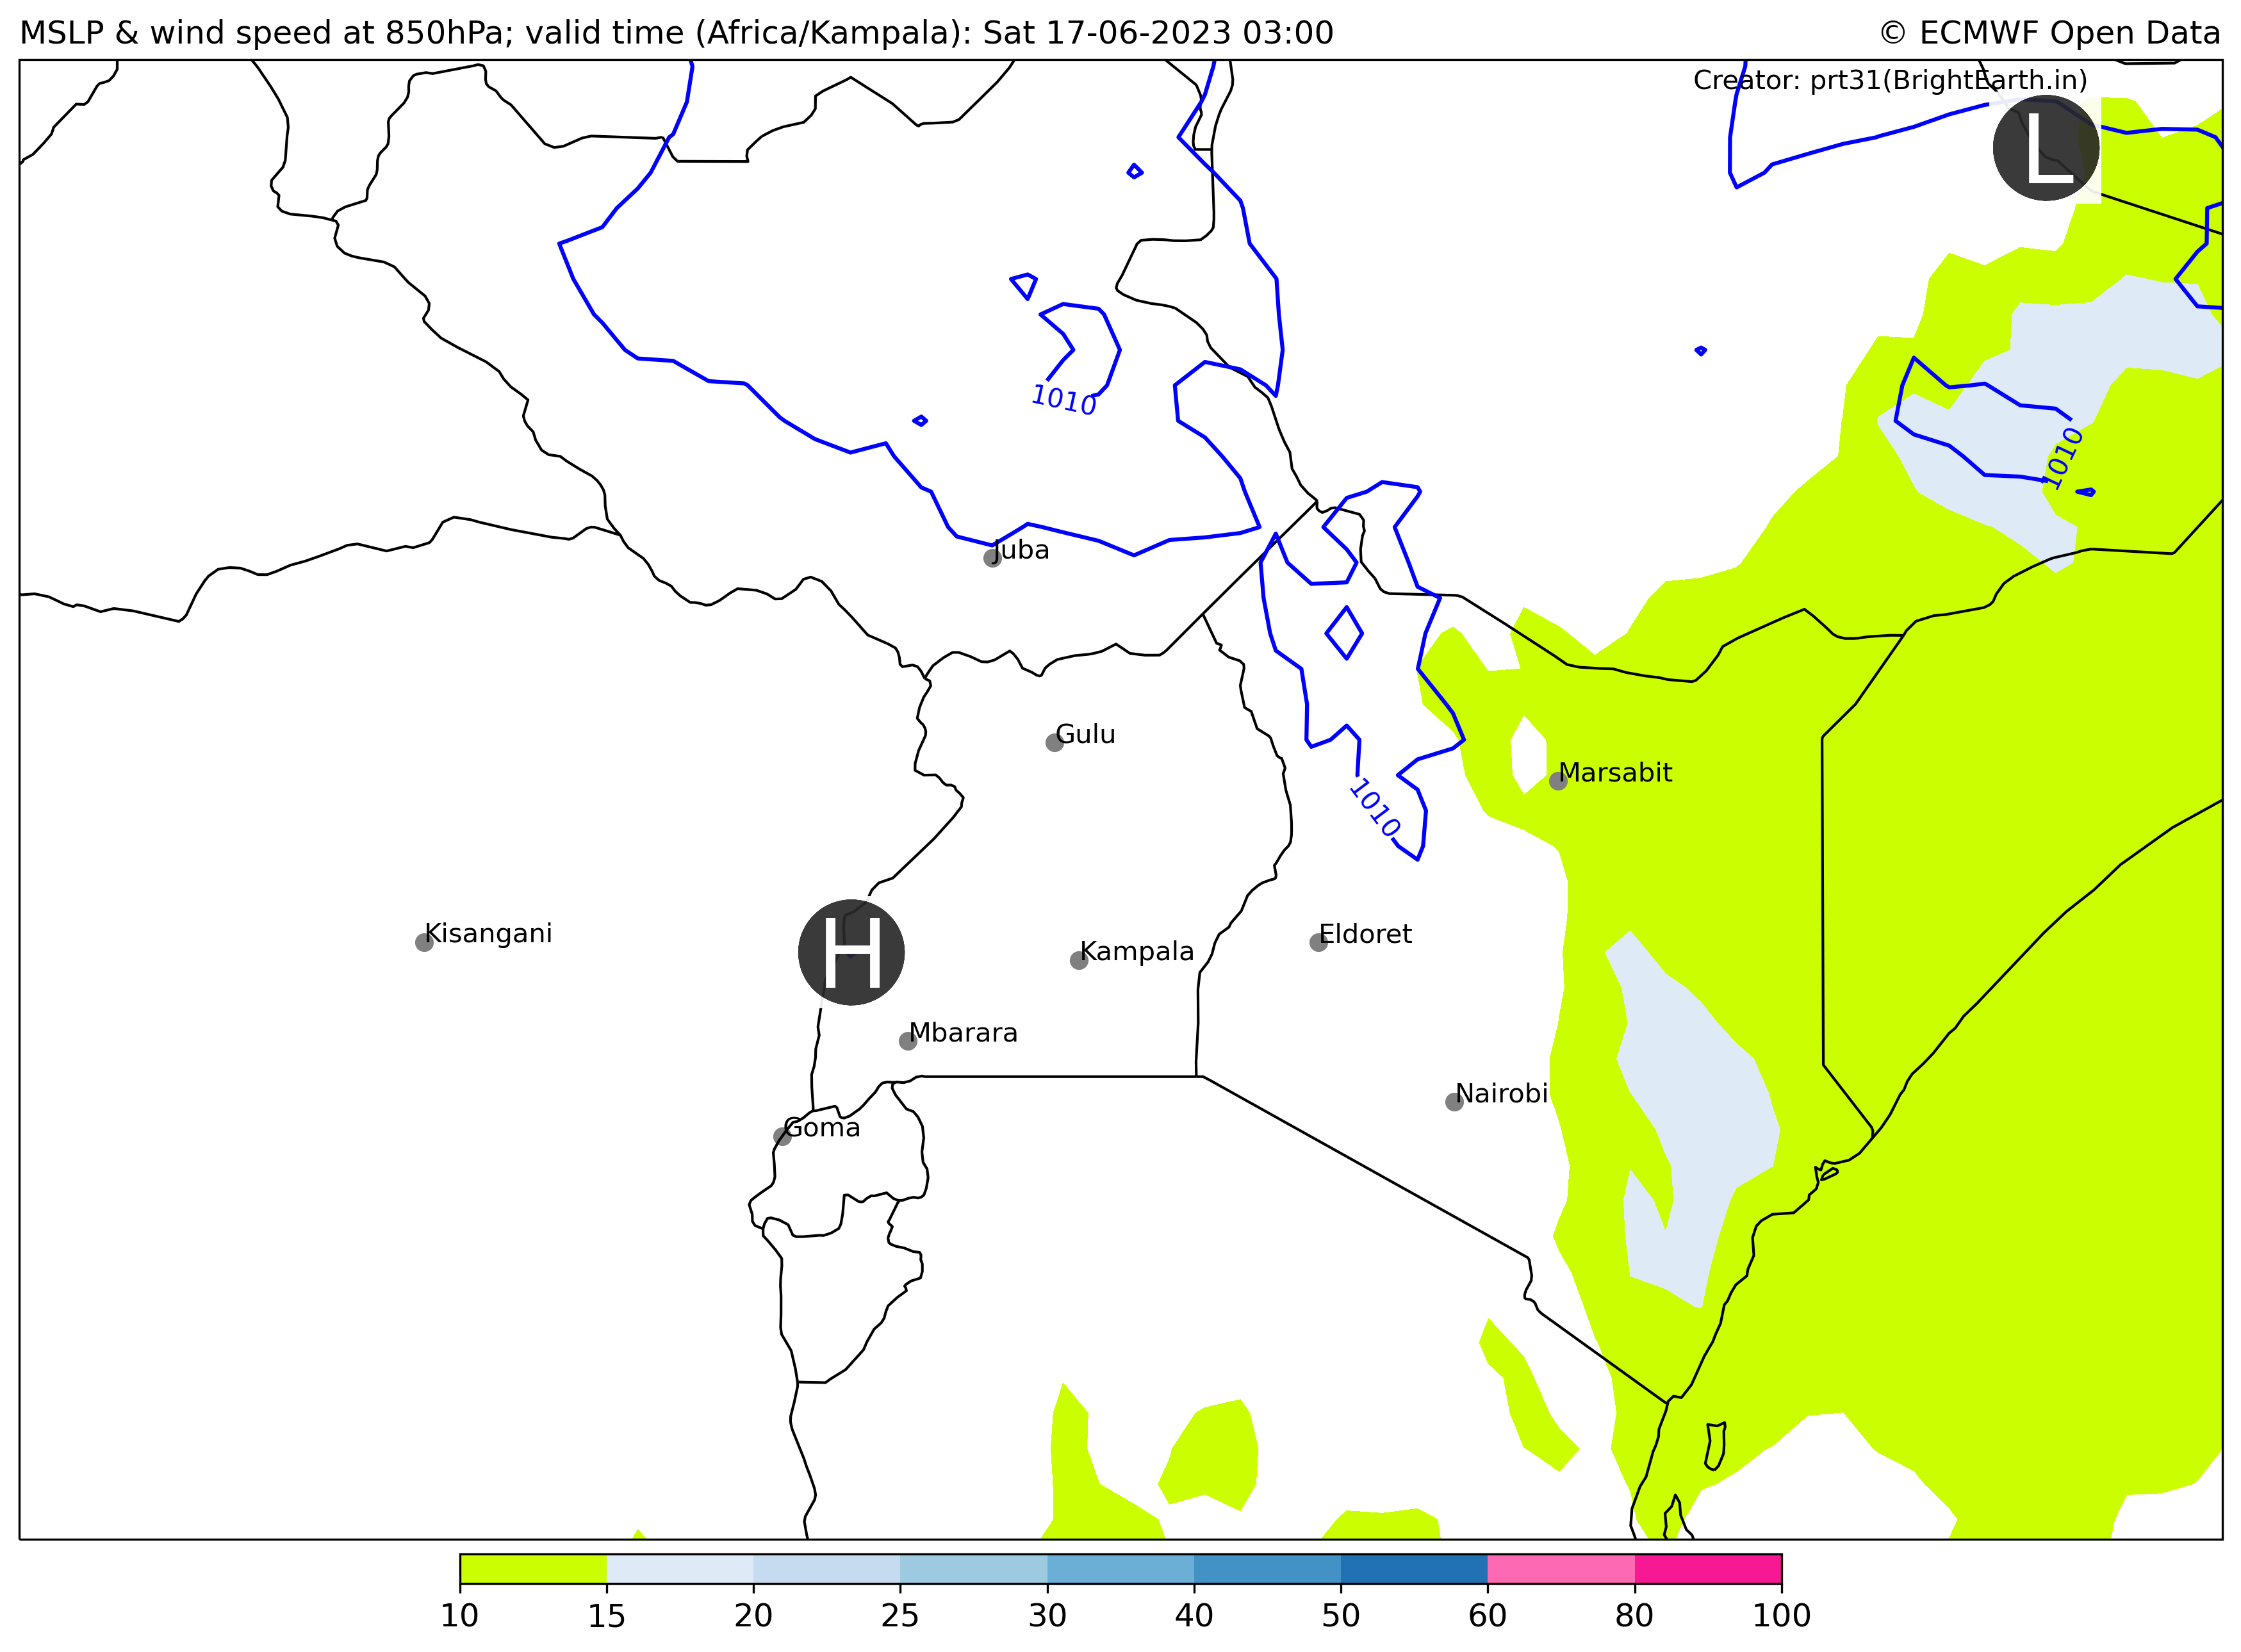 MSLP & wind speed at 850hPa; valid time (Africa/Kampala): Sat 17-06-2023 03:00
© ECMWF Open Data
Creator: prt31(BrightEarth.in)
L
1010
1010
Juba
Gulu
Marsabit
1010
Kisangani
H
Kampala
Eldoret
Mbarara
Nairobi
Goma
10 15 20 25 30 40 50 60 80 100